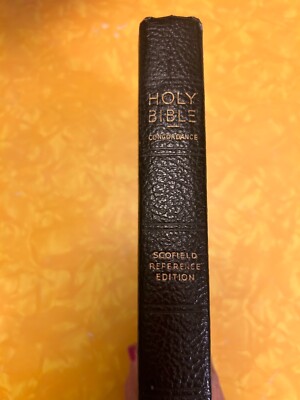 HOLY
BIBLE
CONCORDANCE
SCOFIELD
REFERENCE
EDITION